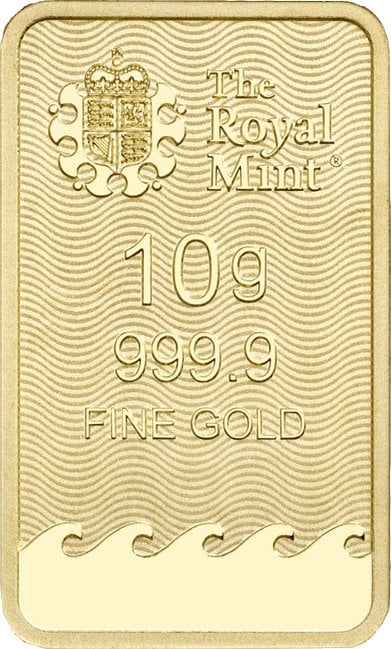 The
Royal
Mint®
10g
999.9
FINE GOLD